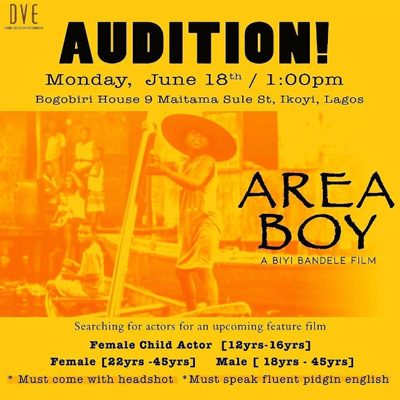 DVE
AUDITION!
Monday, June 18th / 1:00pm
Bogobiri House 9 Maitama Sule St, Ikoyi, Lagos
AREA
BOY
A BIYI BANDELE FILM
Searching for actors for an upcoming feature film
Female Child Actor [12yrs-16yrs]
Female [22yrs -45yrs] Male [ 18yrs - 45yrs]
* Must come with headshot *Must speak fluent pidgin english